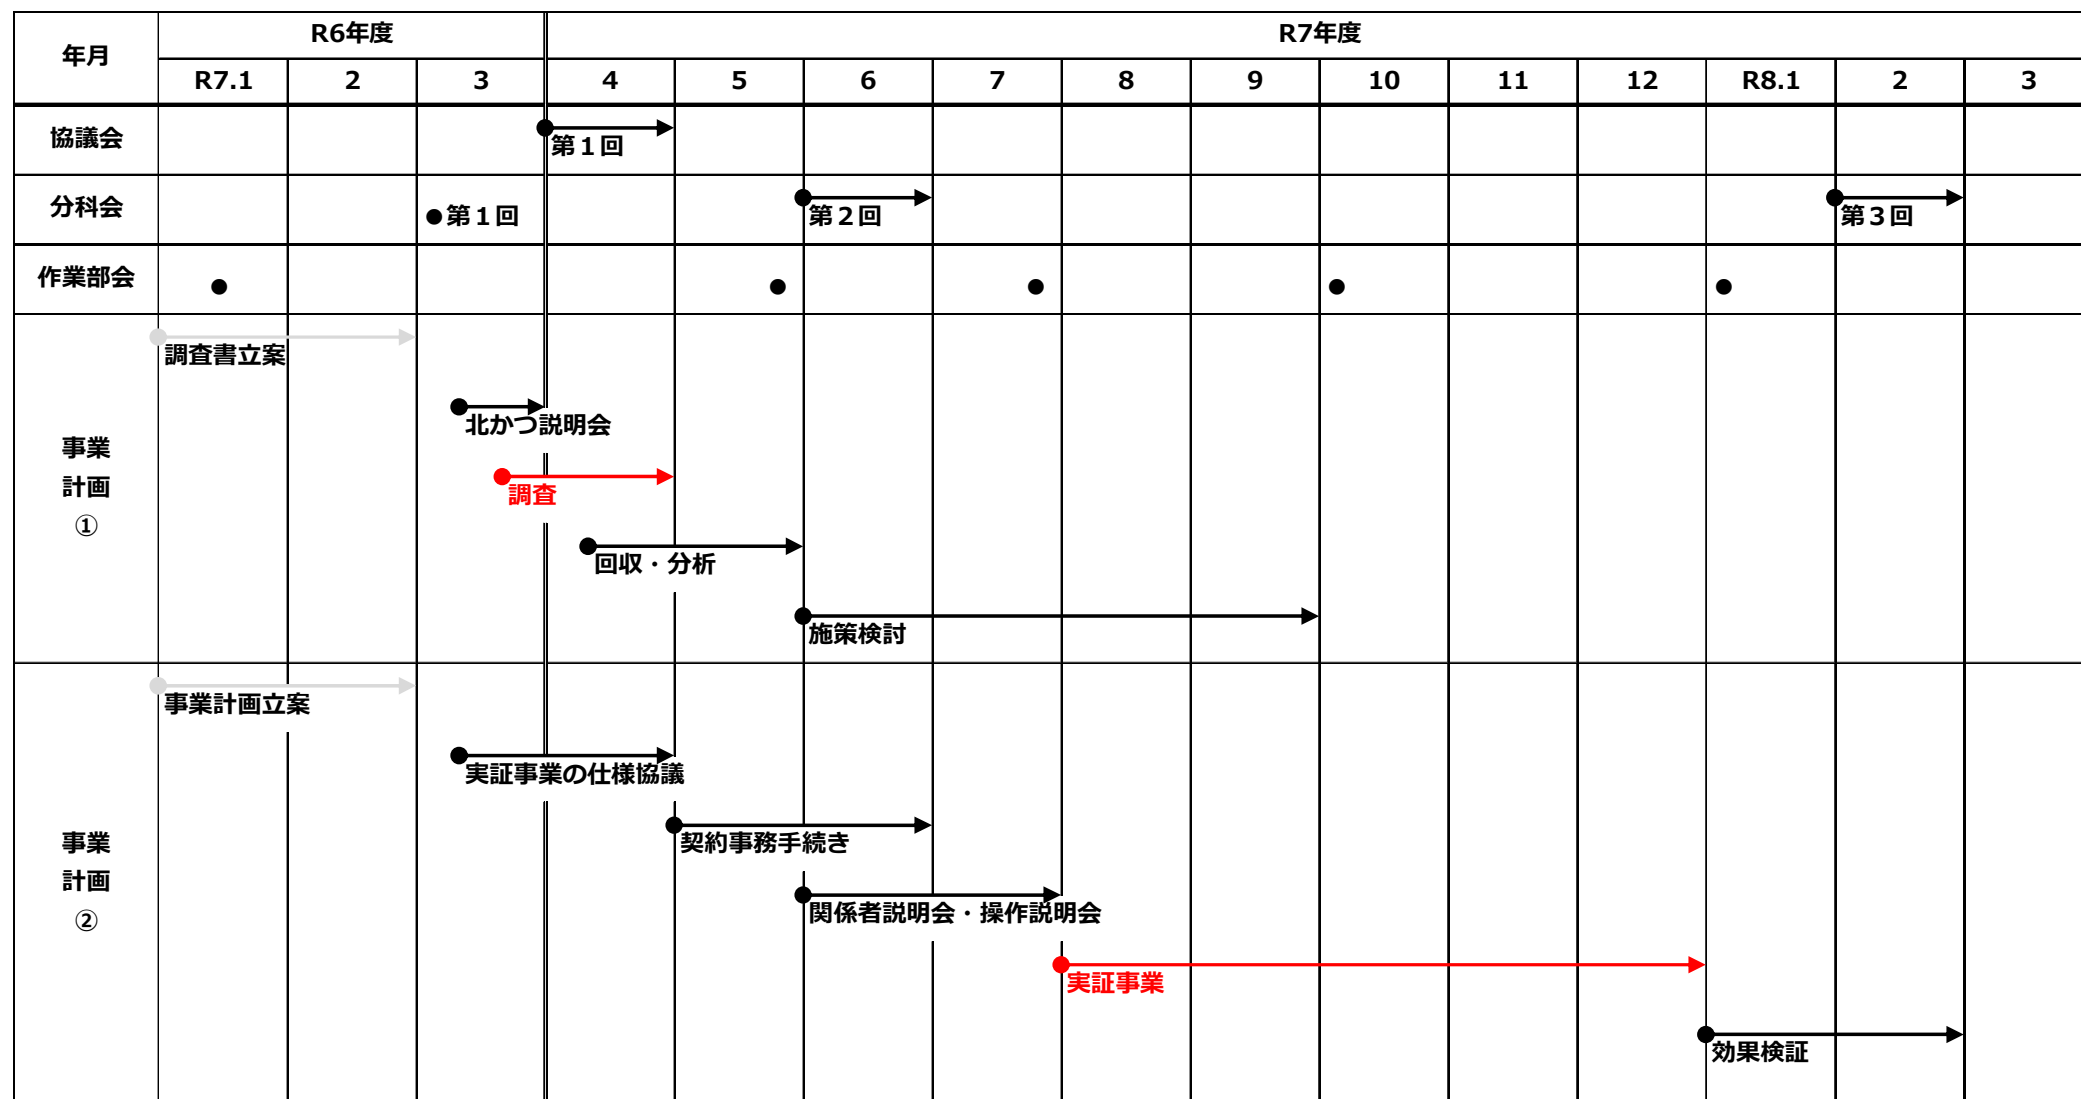 年月
R6年度
R7年度
R7.1
2
3
4
5
6
7
8
9
10
11
12
R8.1
2
3
協議会
第１回
分科会
●第１回
第２回
第３回
作業部会
●
●
●
●
●
事業
計画
①
調査書立案
北かつ説明会
調査
回収・分析
施策検討
事業
計画
②
事業計画立案
実証事業の仕様協議
契約事務手続き
関係者説明会・操作説明会
実証事業
効果検証